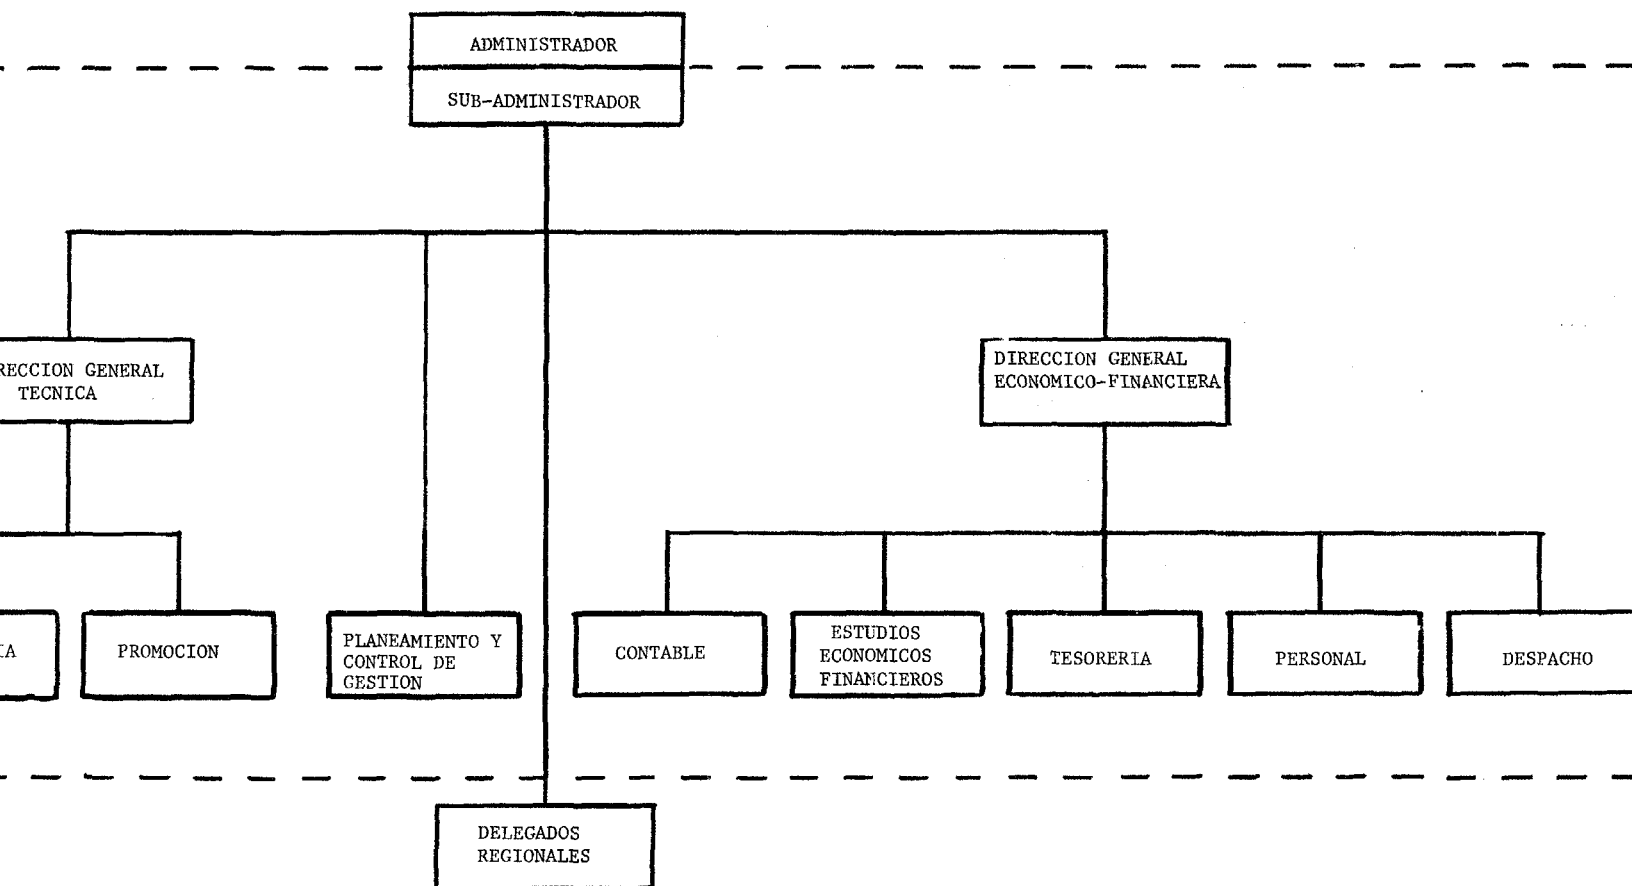 ADMINISTRADOR
SUB-ADMINISTRADOR
RECCION GENERAL
TECNICA
DIRECCION GENERAL
ECONOMICO-FINANCIERA
IA
PROMOCION
PLANEAMIENTO Y
CONTROL DE
GESTION
CONTABLE
ESTUDIOS
ECONOMICOS
FINANCIEROS
TESORERIA
PERSONAL
DESPACHO
DELEGADOS
REGIONALES